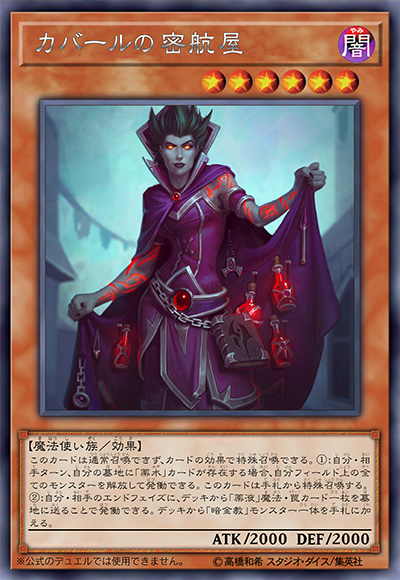 カバールの密航屋
闇
やみ
【魔法使い族/効果】
このカードは通常召喚できず、カードの効果で特殊召喚できる。①:自分・相
手ターン、自分の墓地に「薬水」カードが存在する場合、自分フィールド上の全
てのモンスターを解放して発動できる。このカードは手札から特殊召喚する。
②:自分・相手のエンドフェイズに、デッキから「薬液」魔法・罠カード一枚を墓
地に送ることで発動できる。デッキから「暗金教」モンスター一体を手札に加
える。
ATK/2000 DEF/2000
※公式のデュエルでは使用できません。 ©高橋和希 スタジオ・ダイス/集英社